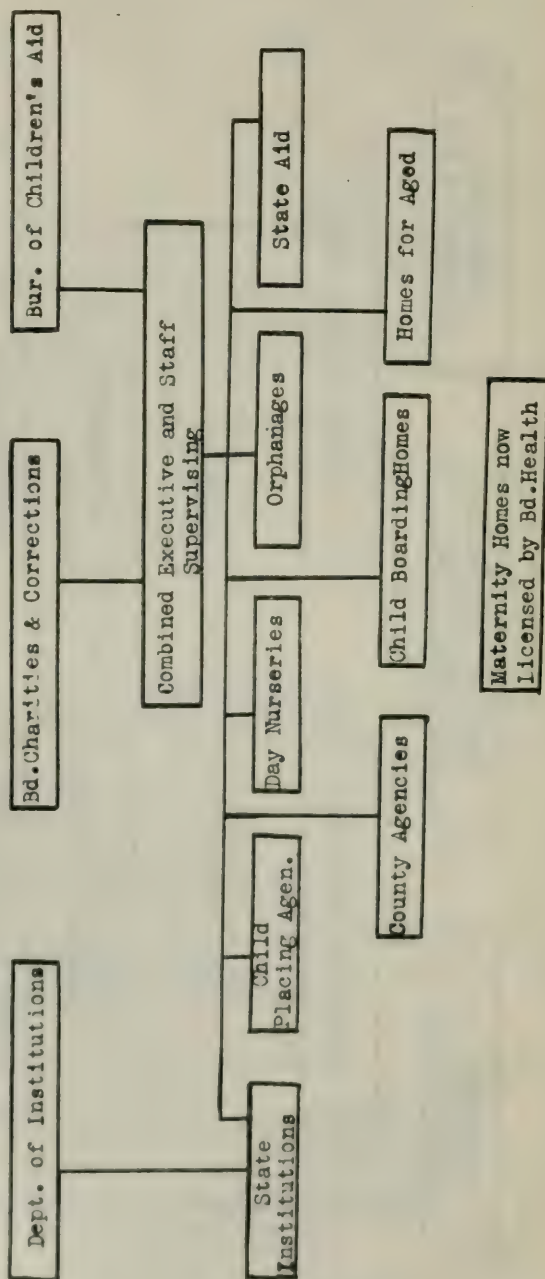 Dept. of Institutions
Bd.Charities & Corrections
Bur. of Children's Aid
Combined Executive and Staff
Supervising
State
Institutions
Child
Placing Agen.
Day Nurseries
Orphanages
State Aid
County Agencies
Child BoardingHomes
Homes for Aged
Maternity Homes now
licensed by Bd.Health